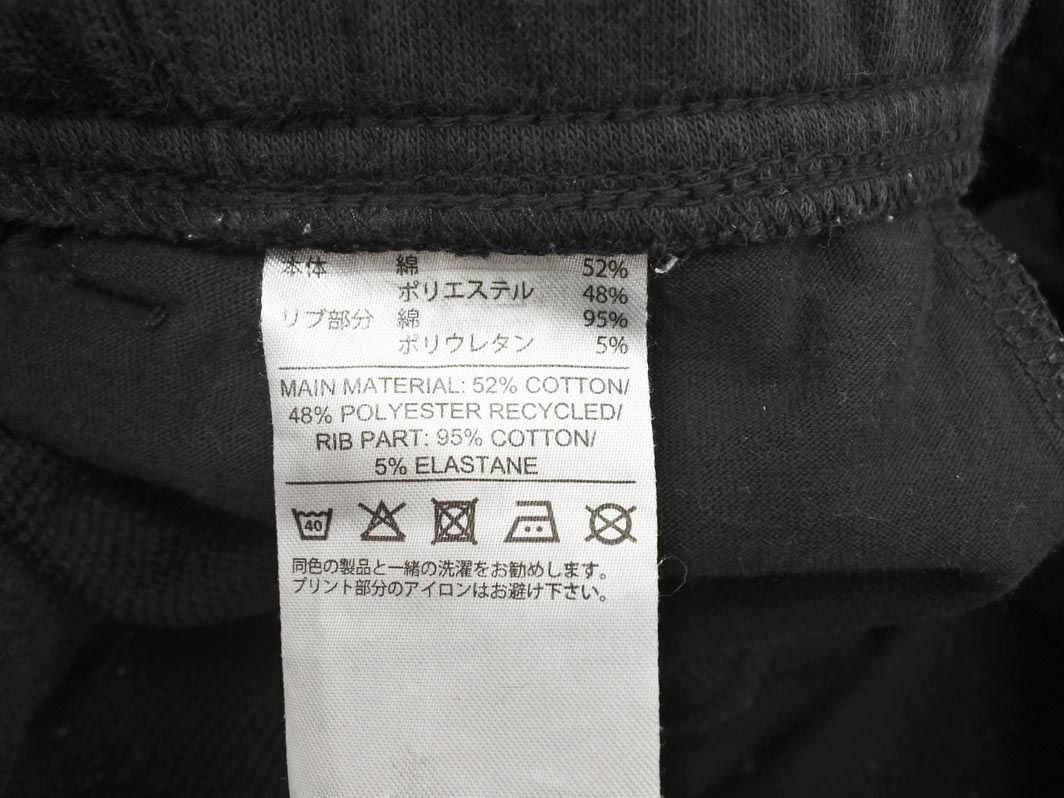 本体 綿 52%
ポリエステル 48%
リブ部分 綿 95%
ポリウレタン 5%
MAIN MATERIAL: 52% COTTON/
48% POLYESTER RECYCLED/
RIB PART: 95% COTTON/
5% ELASTANE
40
同色の製品と一緒の洗濯をお勧めします。
プリント部分のアイロンはお避け下さい。